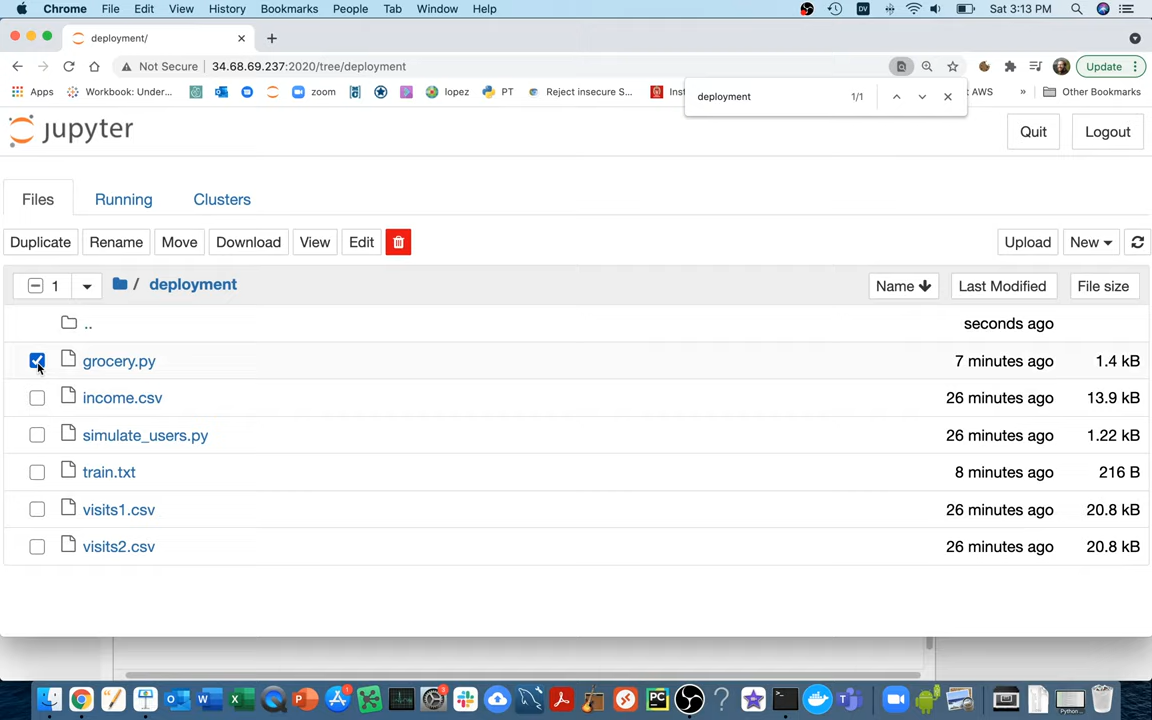 Chrome File Edit View History Bookmarks People Tab Window Help DV Sat 3:13 PM
deployment/
Not Secure 34.68.69.237:2020/tree/deployment Update
Apps Workbook: Under... zoom lopez PT Reject insecure S... Inst AWS » Other Bookmarks
deployment 1/1
jupyter Quit Logout
Files Running Clusters
Duplicate Rename Move Download View Edit Upload New
1 / deployment Name Last Modified File size
.. seconds ago
grocery.py 7 minutes ago 1.4 kB
income.csv 26 minutes ago 13.9 kB
simulate_users.py 26 minutes ago 1.22 kB
train.txt 8 minutes ago 216 B
visits1.csv 26 minutes ago 20.8 kB
visits2.csv 26 minutes ago 20.8 kB